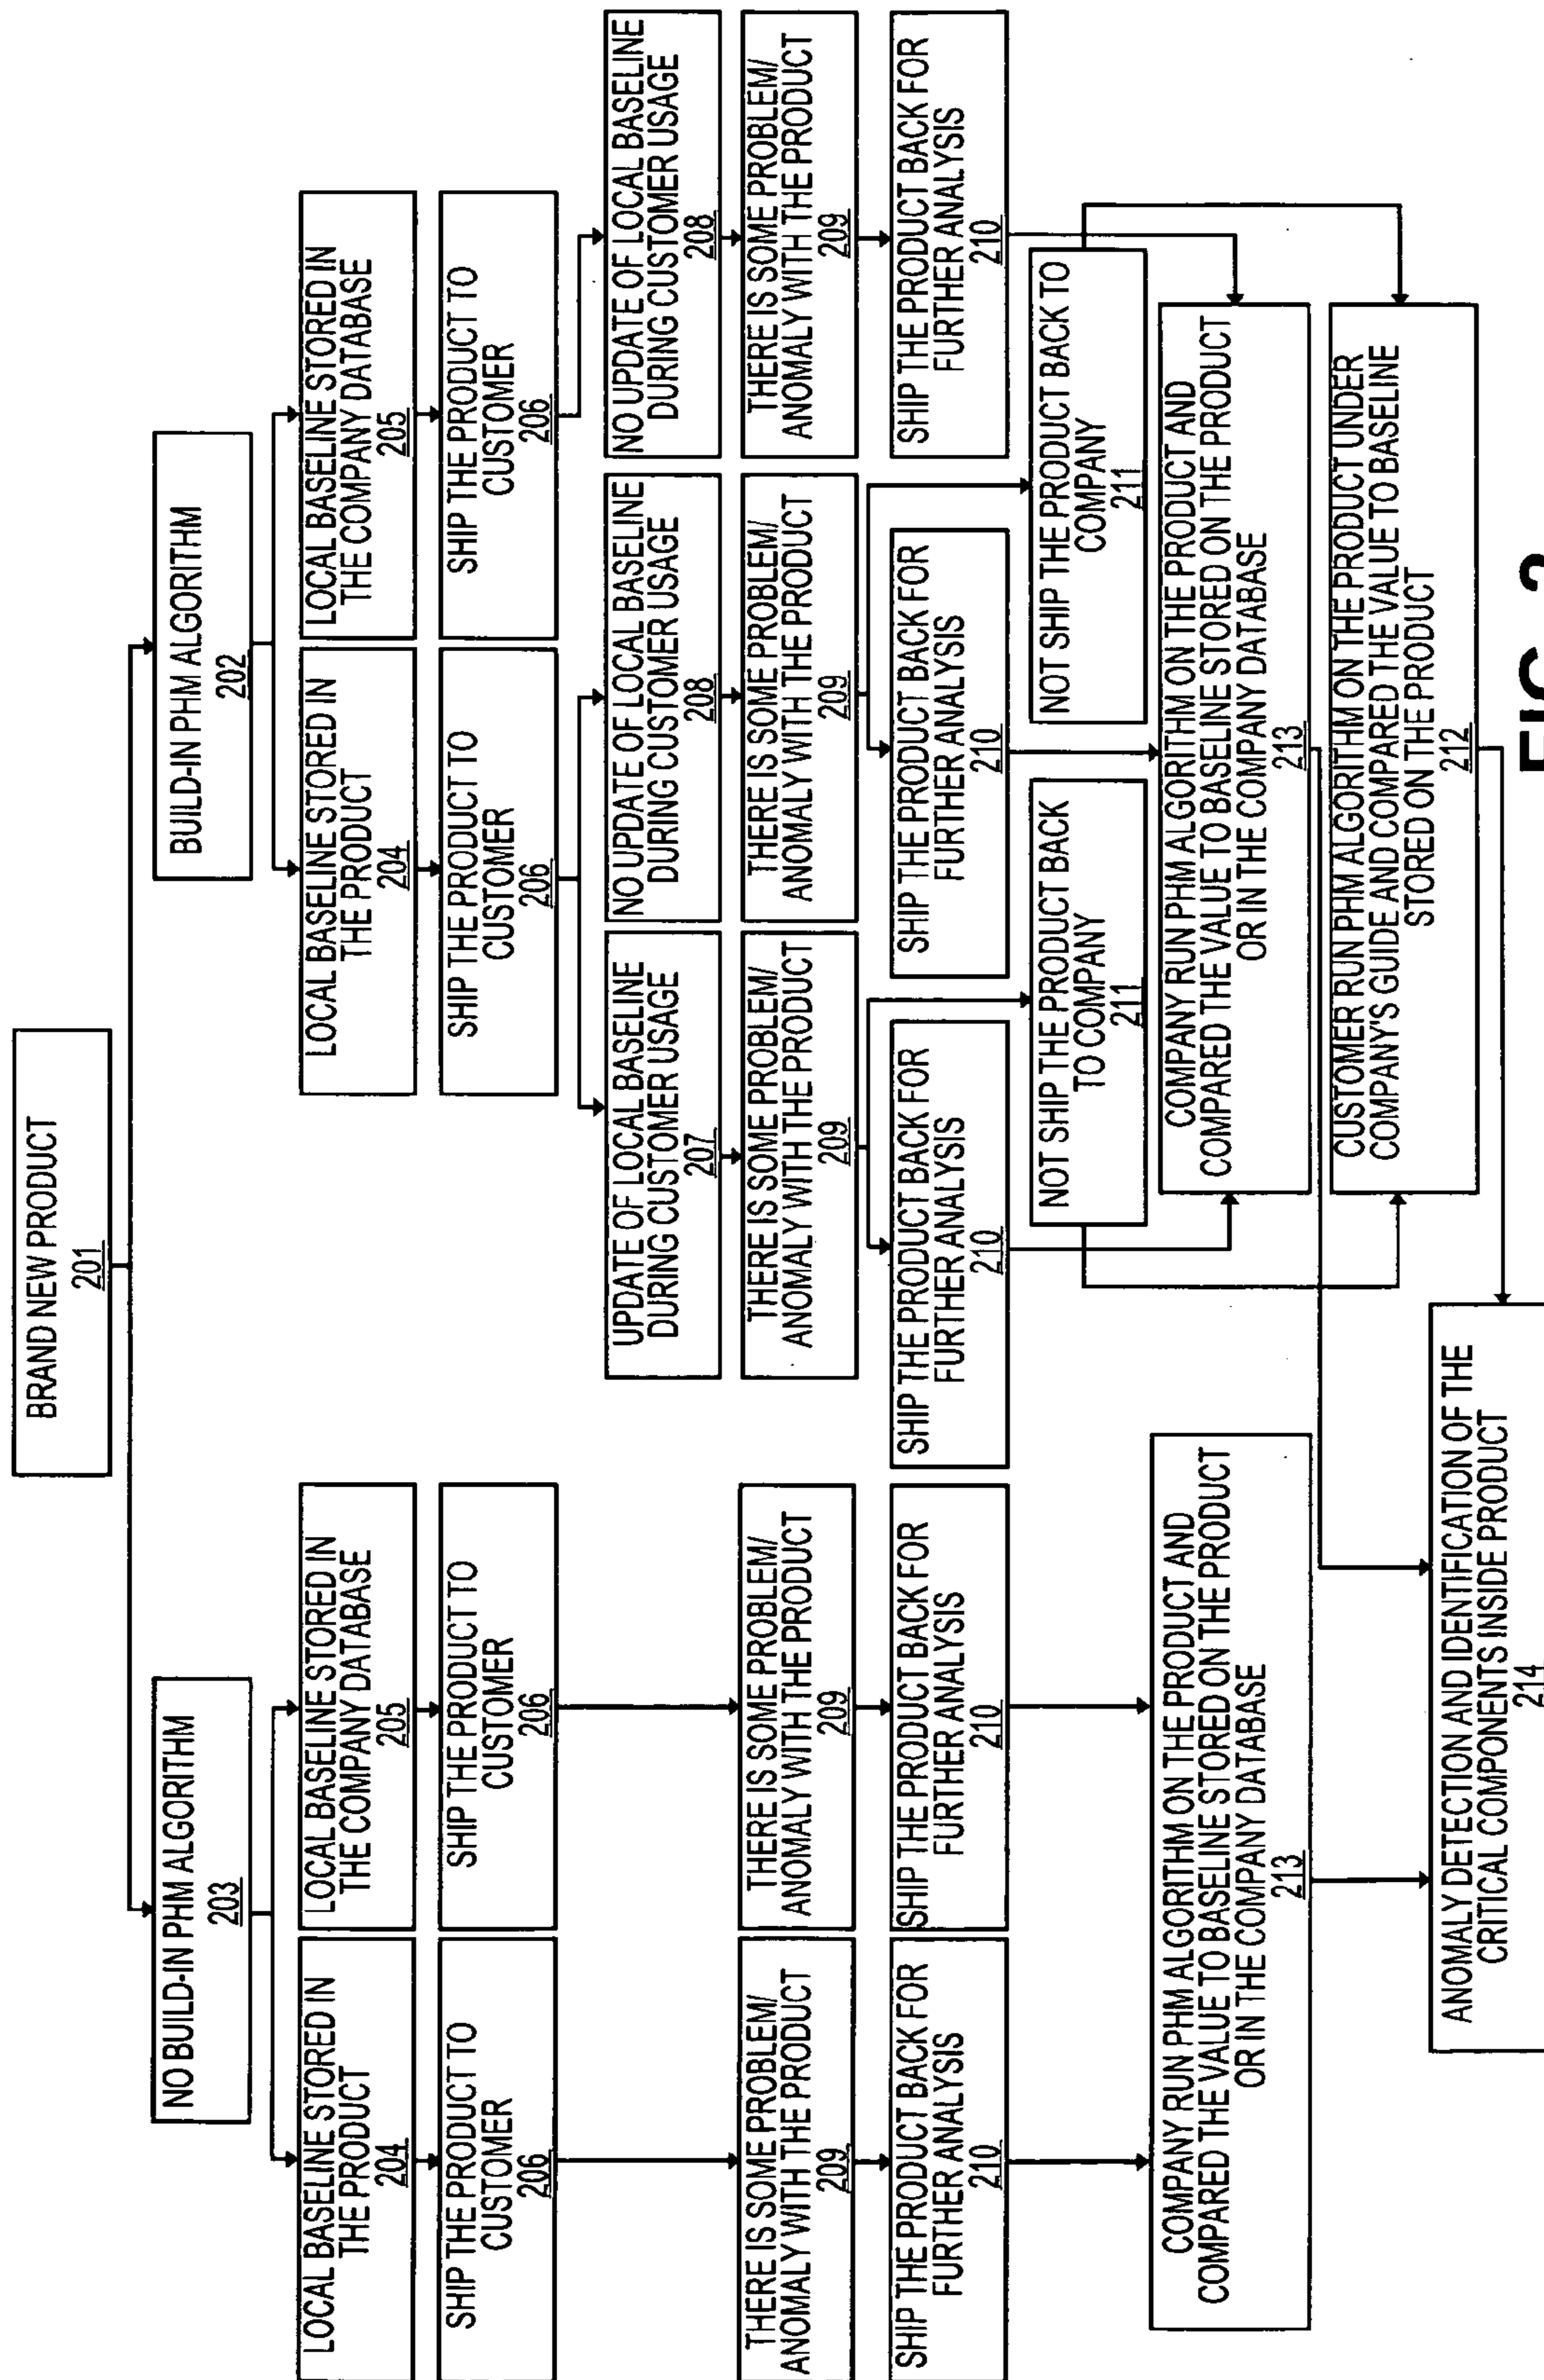 BRAND NEW PRODUCT
201
NO BUILD-IN PHM ALGORITHM
203
BUILD-IN PHM ALGORITHM
202
LOCAL BASELINE STORED IN
THE PRODUCT
204
LOCAL BASELINE STORED IN
THE COMPANY DATABASE
205
LOCAL BASELINE STORED IN
THE PRODUCT
204
LOCAL BASELINE STORED IN
THE COMPANY DATABASE
205
SHIP THE PRODUCT TO
CUSTOMER
206
SHIP THE PRODUCT TO
CUSTOMER
206
SHIP THE PRODUCT TO
CUSTOMER
206
SHIP THE PRODUCT TO
CUSTOMER
206
UPDATE OF LOCAL BASELINE
DURING CUSTOMER USAGE
207
NO UPDATE OF LOCAL BASELINE
DURING CUSTOMER USAGE
208
NO UPDATE OF LOCAL BASELINE
DURING CUSTOMER USAGE
208
THERE IS SOME PROBLEM/
ANOMALY WITH THE PRODUCT
209
THERE IS SOME PROBLEM/
ANOMALY WITH THE PRODUCT
209
THERE IS SOME PROBLEM/
ANOMALY WITH THE PRODUCT
209
THERE IS SOME PROBLEM/
ANOMALY WITH THE PRODUCT
209
THERE IS SOME PROBLEM/
ANOMALY WITH THE PRODUCT
209
SHIP THE PRODUCT BACK FOR
FURTHER ANALYSIS
210
SHIP THE PRODUCT BACK FOR
FURTHER ANALYSIS
210
SHIP THE PRODUCT BACK FOR
FURTHER ANALYSIS
210
SHIP THE PRODUCT BACK FOR
FURTHER ANALYSIS
210
SHIP THE PRODUCT BACK FOR
FURTHER ANALYSIS
210
NOT SHIP THE PRODUCT BACK
TO COMPANY
211
NOT SHIP THE PRODUCT BACK TO
COMPANY
211
COMPANY RUN PHM ALGORITHM ON THE PRODUCT AND
COMPARED THE VALUE TO BASELINE STORED ON THE PRODUCT
OR IN THE COMPANY DATABASE
213
COMPANY RUN PHM ALGORITHM ON THE PRODUCT AND
COMPARED THE VALUE TO BASELINE STORED ON THE PRODUCT
OR IN THE COMPANY DATABASE
213
CUSTOMER RUN PHM ALGORITHM ON THE PRODUCT UNDER
COMPANY'S GUIDE AND COMPARED THE VALUE TO BASELINE
STORED ON THE PRODUCT
212
ANOMALY DETECTION AND IDENTIFICATION OF THE
CRITICAL COMPONENTS INSIDE PRODUCT
214
FIG. 2